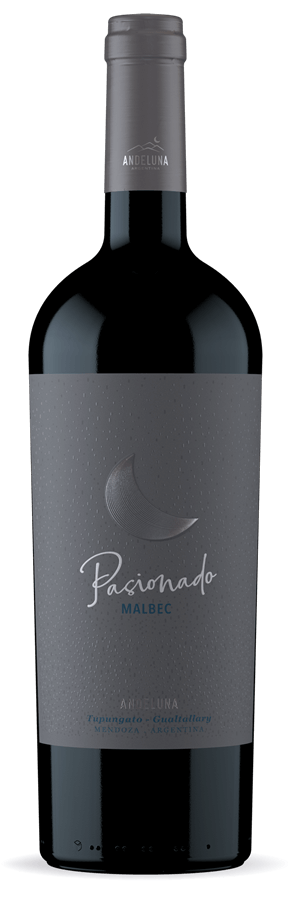 ANDELUNA
Pasionado
MALBEC
ANDELUNA
Tupungato - Gualtallary
MENDOZA ARGENTINA